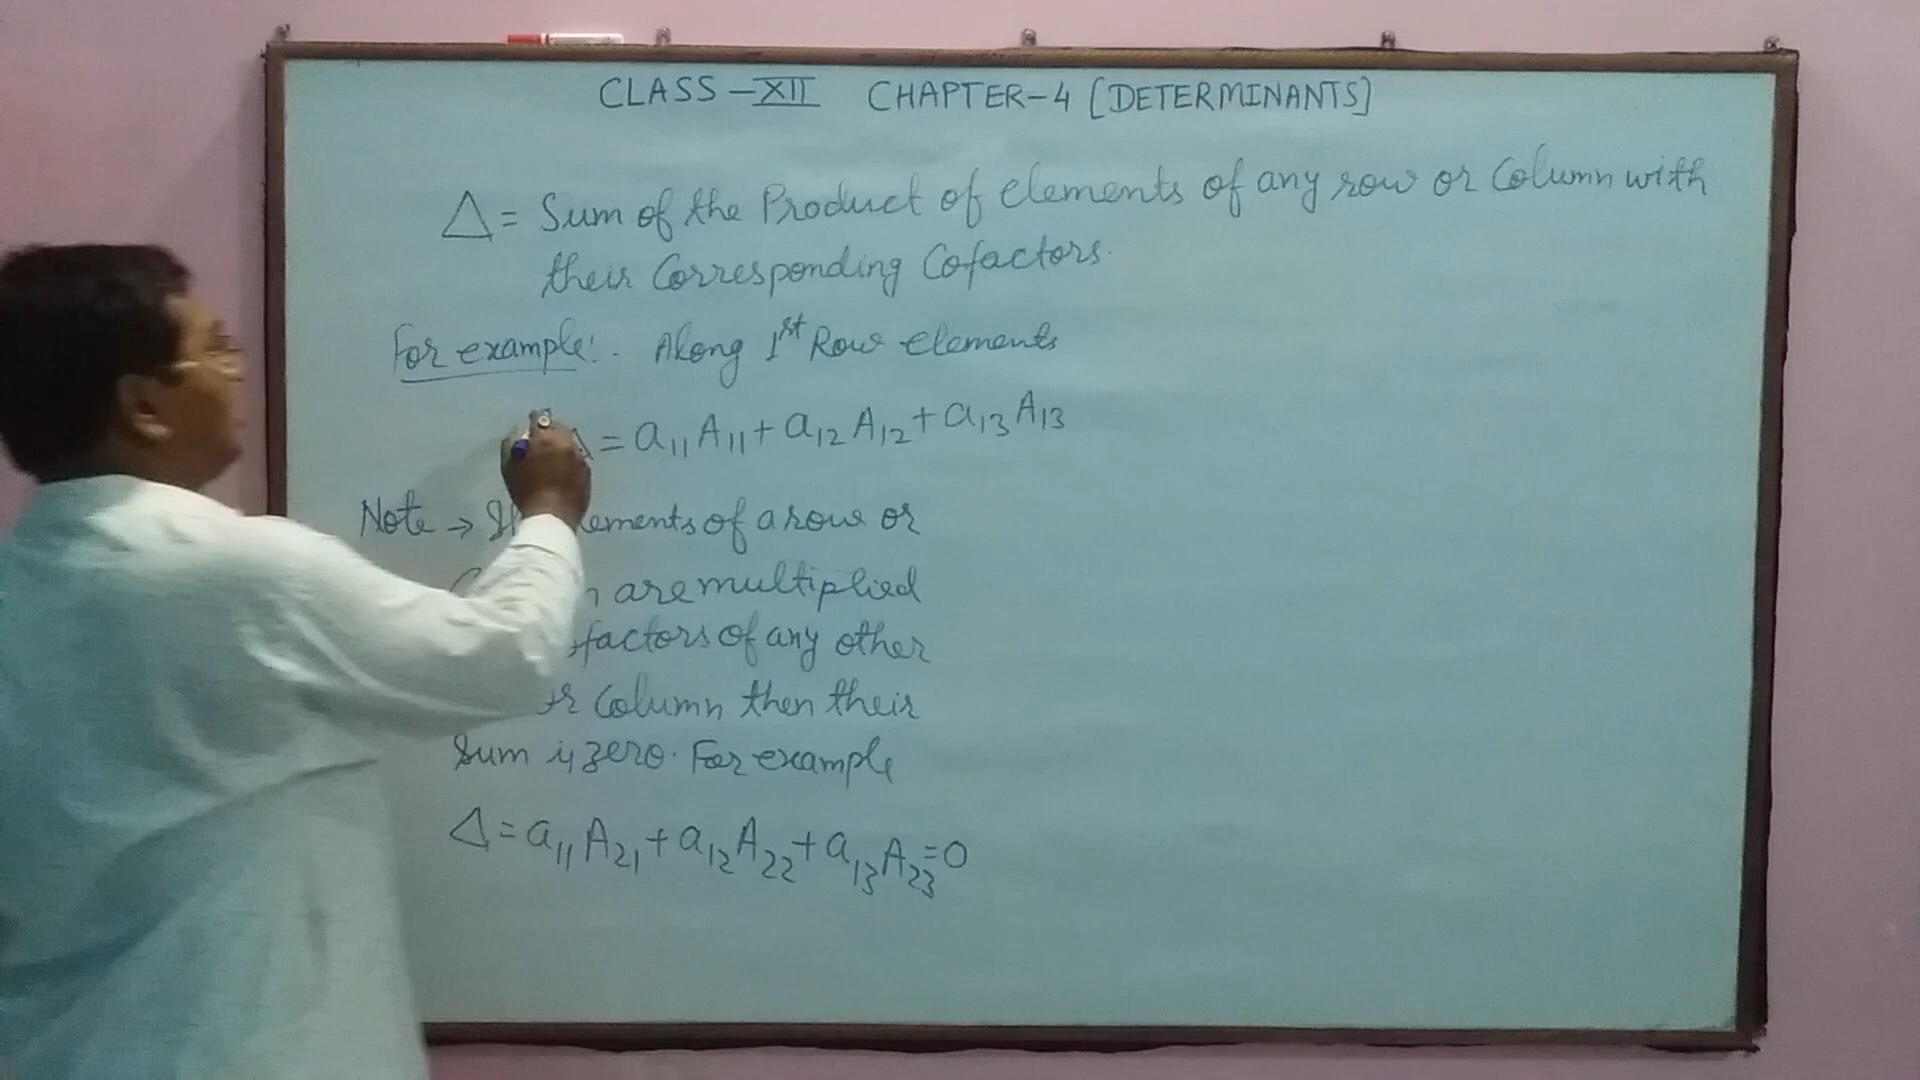 CLASS - XII CHAPTER-4 [DETERMINANTS]
Δ = Sum of the Product of elements of any row or Column with
their Corresponding Cofactors.
For example:. Along 1st Row elements
= a11 A11 + a12 A12 + a13 A13
Note → ements of a row or
are multiplied
factors of any other
or Column then their
Sum is zero. For example
Δ = a11 A21 + a12 A22 + a13 A23 = 0